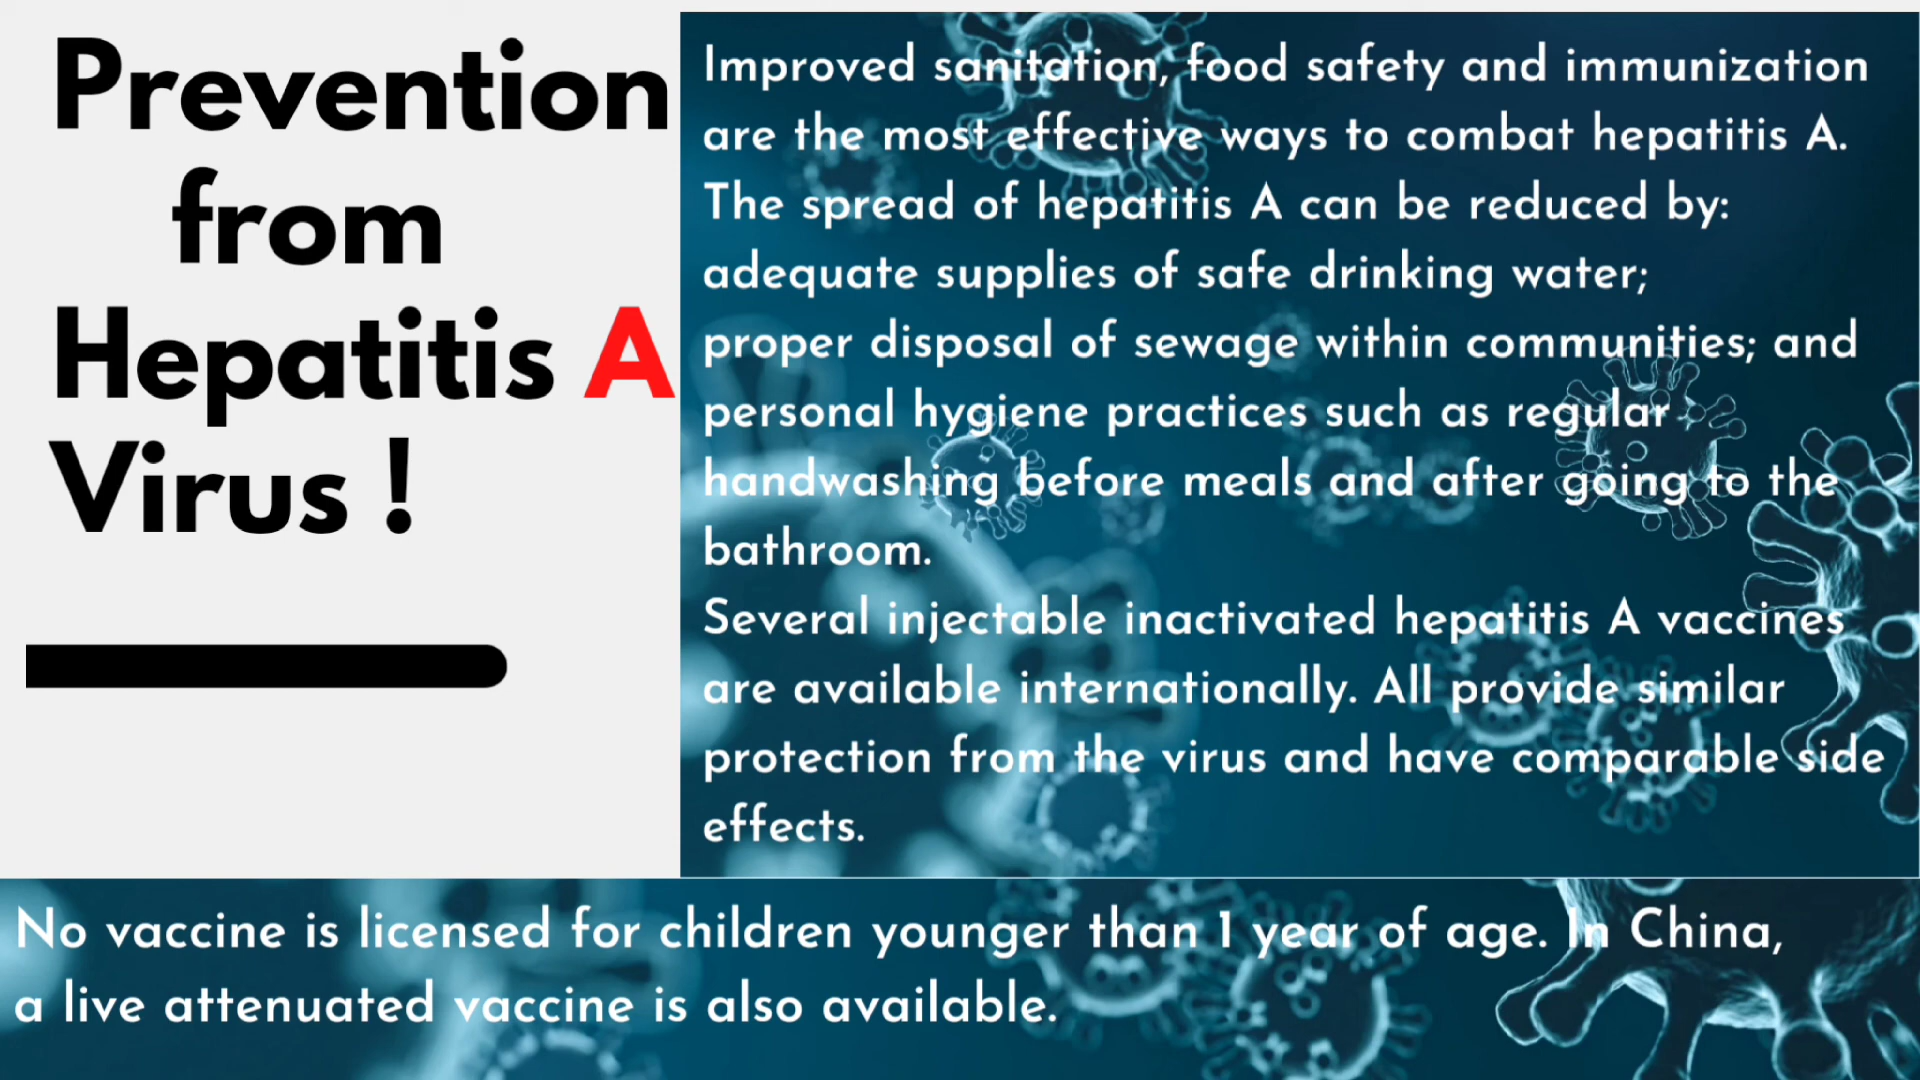 Prevention
from
Hepatitis A
Virus !
Improved sanitation, food safety and immunization
are the most effective ways to combat hepatitis A.
The spread of hepatitis A can be reduced by:
adequate supplies of safe drinking water;
proper disposal of sewage within communities; and
personal hygiene practices such as regular
handwashing before meals and after going to the
bathroom.
Several injectable inactivated hepatitis A vaccines
are available internationally. All provide similar
protection from the virus and have comparable side
effects.
No vaccine is licensed for children younger than 1 year of age. In China,
a live attenuated vaccine is also available.